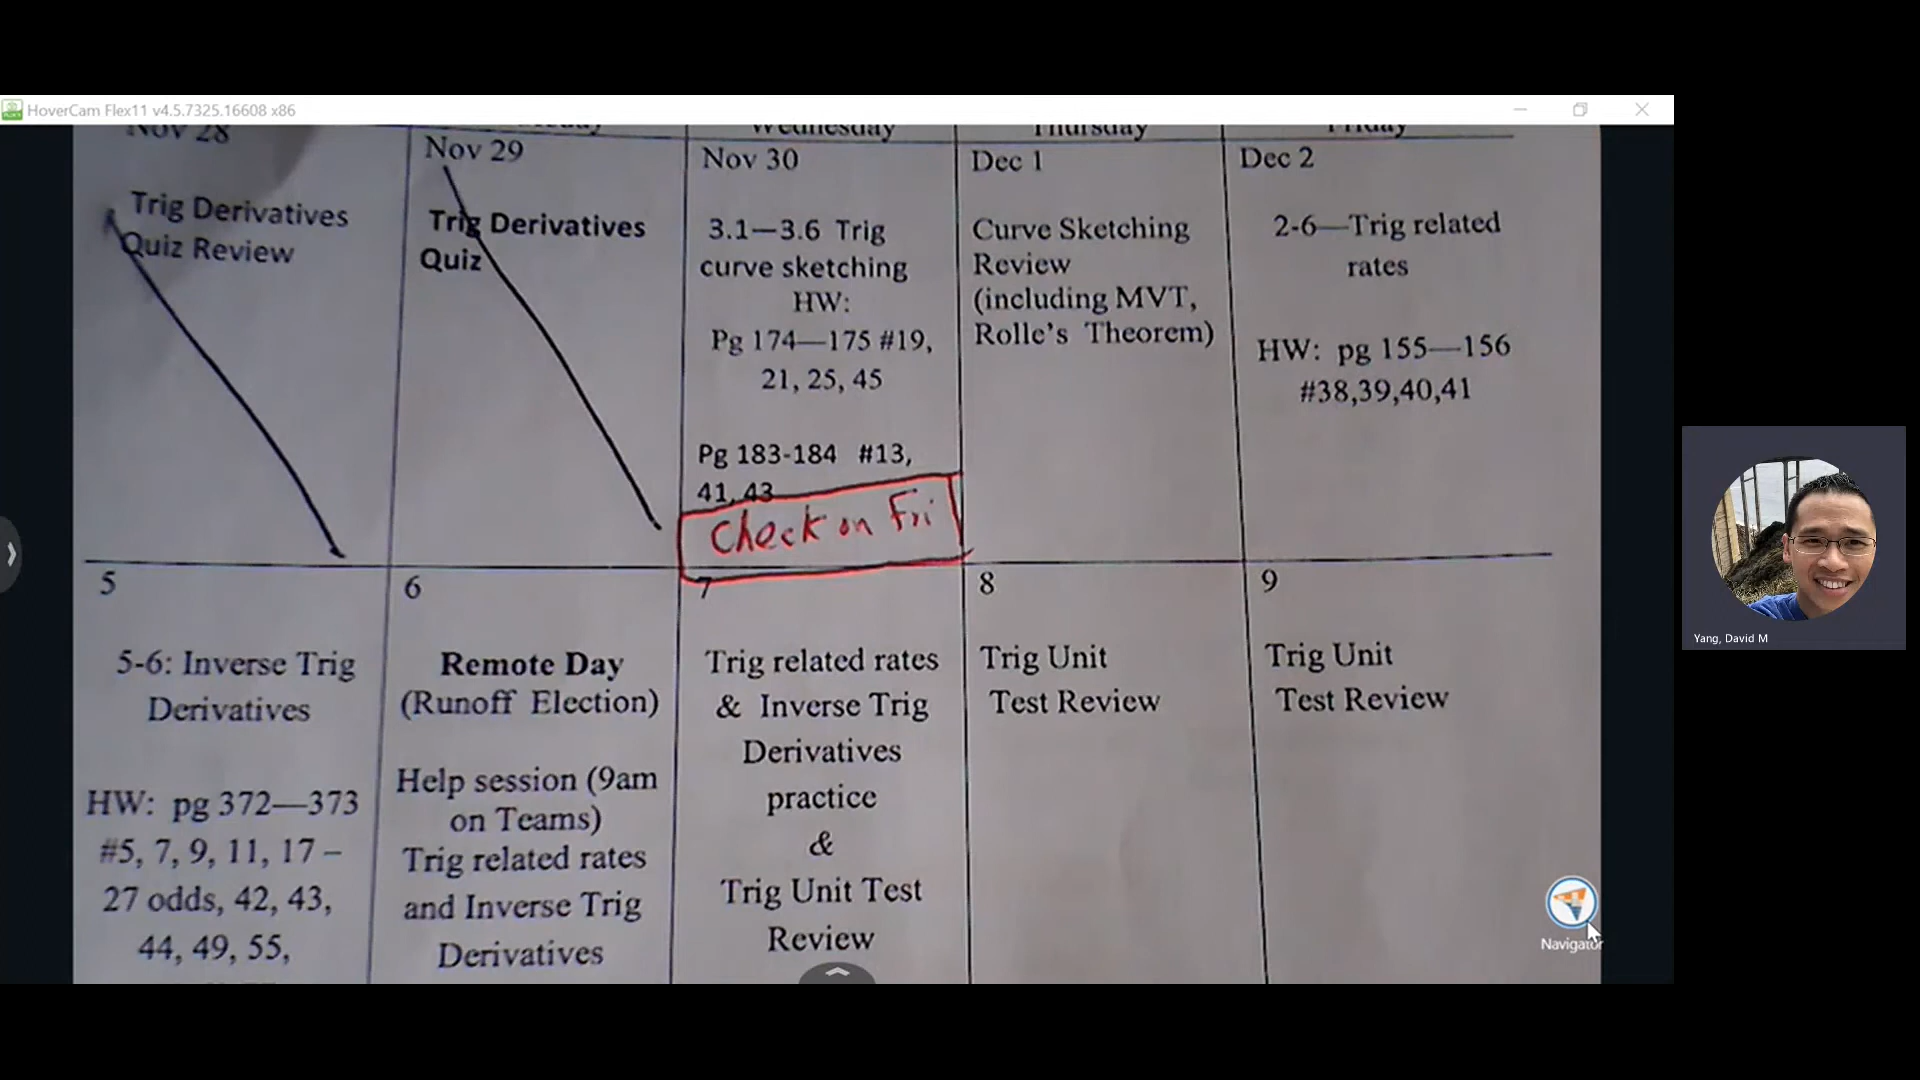 HoverCam Flex11 v4.5.7325.16608 x86
Wednesday
Thursday
Friday
Nov 28
Trig Derivatives
Quiz Review
Nov 29
Trig Derivatives
Quiz
Nov 30
3.1—3.6 Trig
curve sketching
HW:
Pg 174—175 #19,
21, 25, 45
Pg 183-184 #13,
41, 43
Check on Fri
Dec 1
Curve Sketching
Review
(including MVT,
Rolle's Theorem)
Dec 2
2-6—Trig related
rates
HW: pg 155—156
#38,39,40,41
5
5-6: Inverse Trig
Derivatives
HW: pg 372—373
#5, 7, 9, 11, 17 –
27 odds, 42, 43,
44, 49, 55,
6
Remote Day
(Runoff Election)
Help session (9am
on Teams)
Trig related rates
and Inverse Trig
Derivatives
7
Trig related rates
& Inverse Trig
Derivatives
practice
&
Trig Unit Test
Review
8
Trig Unit
Test Review
9
Trig Unit
Test Review
Navigator
Yang, David M